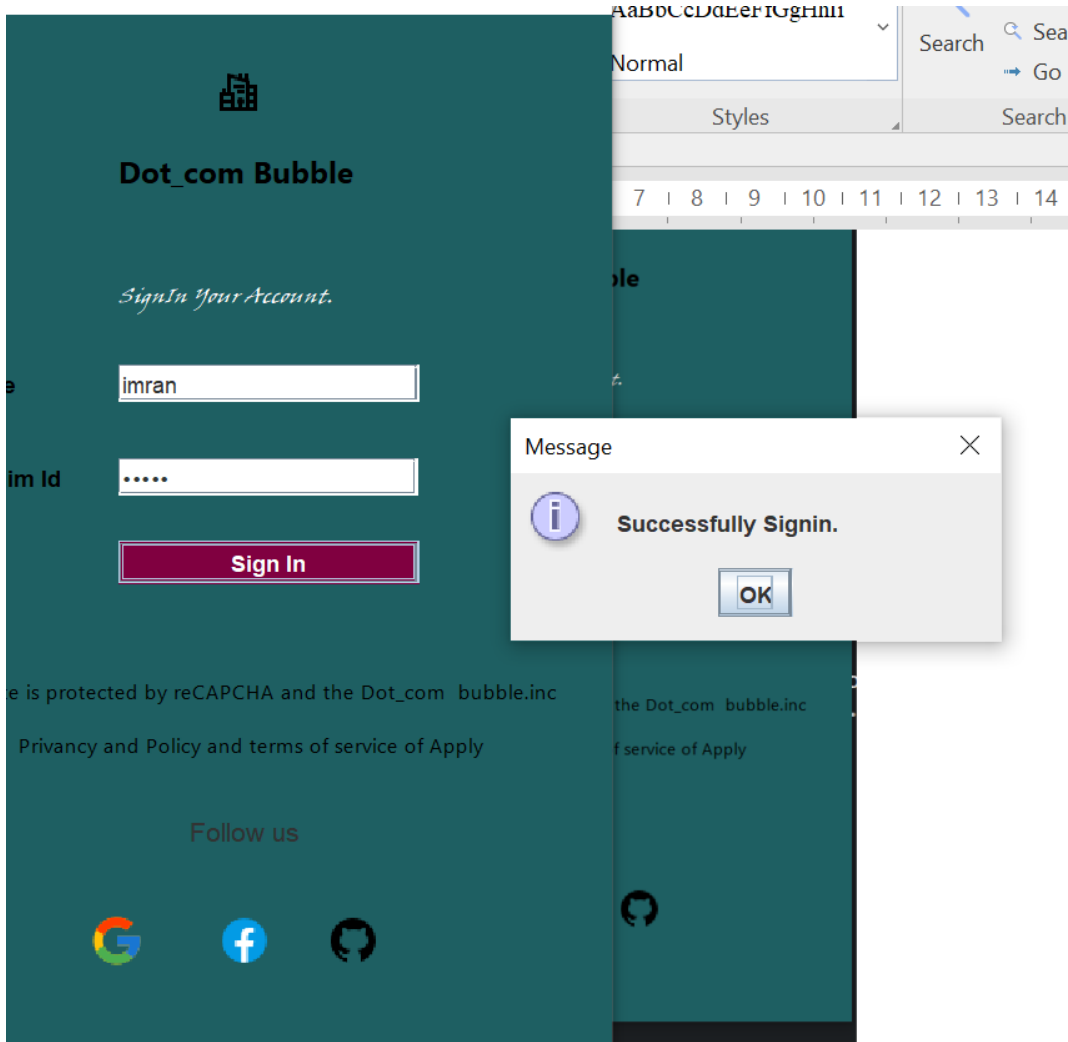 AaBbCcDdEeFfGgHhIi
Normal
Search
Sea
Go
Styles
Search
7 8 9 10 11 12 13 14
Dot_com Bubble
ble
SignIn Your Account.
t.
e
imran
im Id
•••••
Sign In
Message
Successfully Signin.
OK
te is protected by reCAPCHA and the Dot_com bubble.inc
the Dot_com bubble.inc
Privancy and Policy and terms of service of Apply
f service of Apply
Follow us